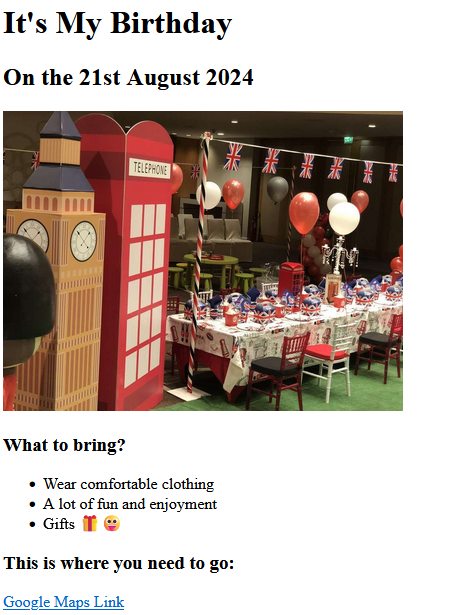 It's My Birthday
On the 21st August 2024
TELEPHONE
What to bring?
Wear comfortable clothing
A lot of fun and enjoyment
Gifts 🎁 😛
This is where you need to go:
Google Maps Link